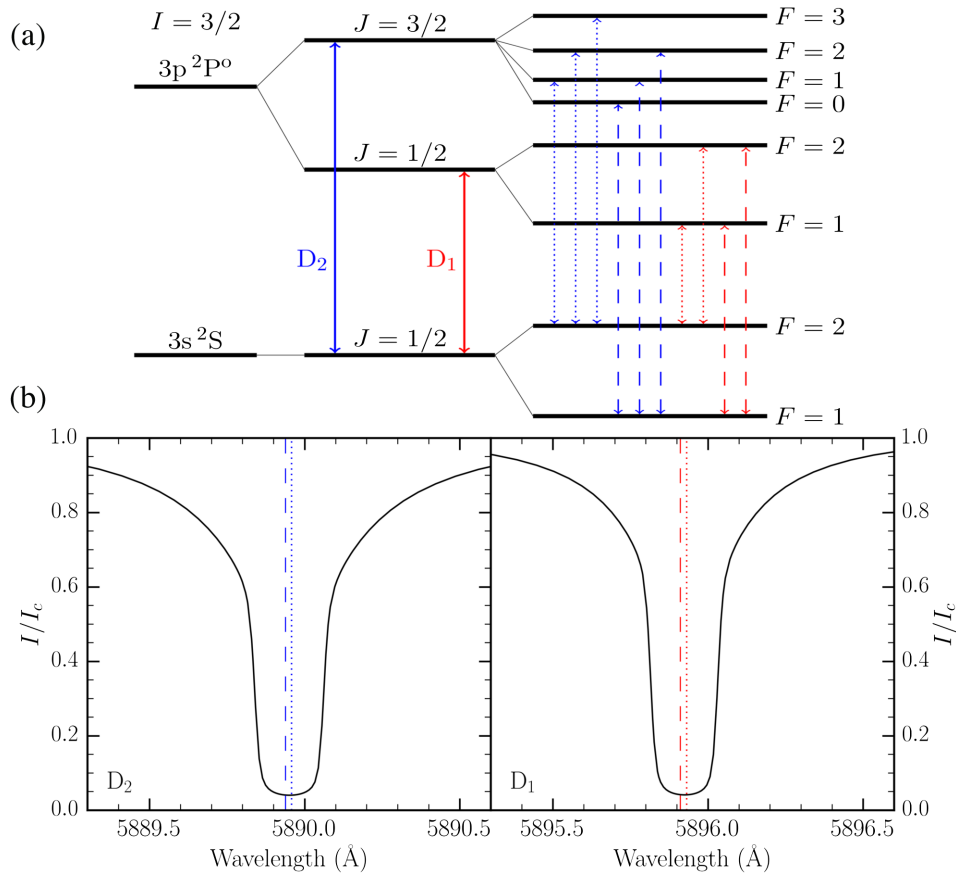 (a)
I = 3/2
3p ²Pᵒ
3s ²S
J = 3/2
J = 1/2
J = 1/2
D₂
D₁
F = 3
F = 2
F = 1
F = 0
F = 2
F = 1
F = 2
F = 1
(b)
1.0
0.8
0.6
0.4
0.2
0.0
I/I_c
D₂
5889.5
5890.0
5890.5
Wavelength (Å)
D₁
5895.5
5896.0
5896.5
Wavelength (Å)
1.0
0.8
0.6
0.4
0.2
0.0
I/I_c